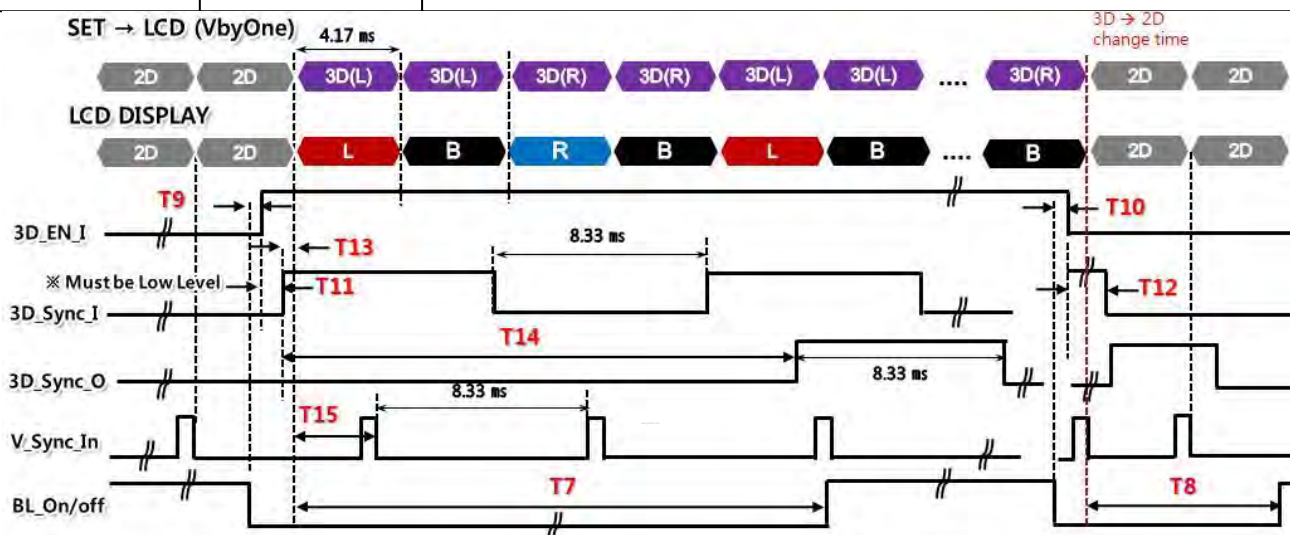 SET → LCD (VbyOne)
3D → 2D
change time
4.17 ms
2D 2D 3D(L) 3D(L) 3D(R) 3D(R) 3D(L) 3D(L) .... 3D(R) 2D 2D
LCD DISPLAY
2D 2D L B R B L B .... B 2D 2D
T9
T10
3D_EN_I
T13
8.33 ms
※ Must be Low Level
T11
T12
3D_Sync_I
T14
3D_Sync_O
8.33 ms
8.33 ms
T15
V_Sync_In
T7
T8
BL_On/off